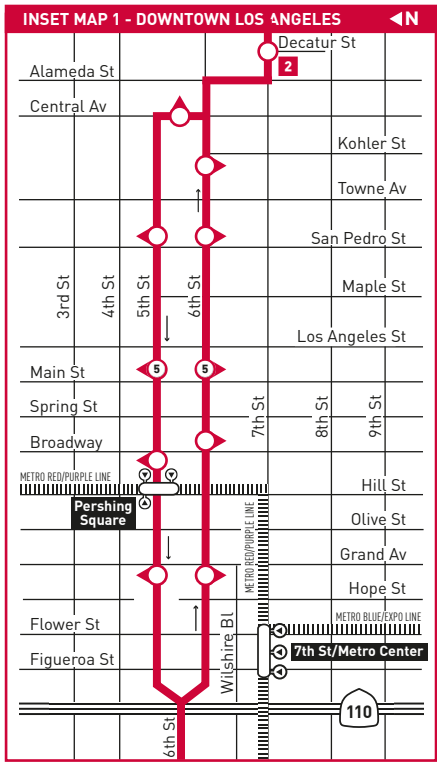 INSET MAP 1 - DOWNTOWN LOS ANGELES
N
Decatur St
2
Alameda St
Central Av
Kohler St
Towne Av
San Pedro St
3rd St
4th St
5th St
6th St
Maple St
Los Angeles St
Main St
5
5
Spring St
7th St
8th St
9th St
Broadway
METRO RED/PURPLE LINE
Hill St
Pershing
Square
METRO RED/PURPLE LINE
Olive St
Grand Av
Hope St
Wilshire Bl
METRO BLUE/EXPO LINE
Flower St
7th St/Metro Center
Figueroa St
110
6th St